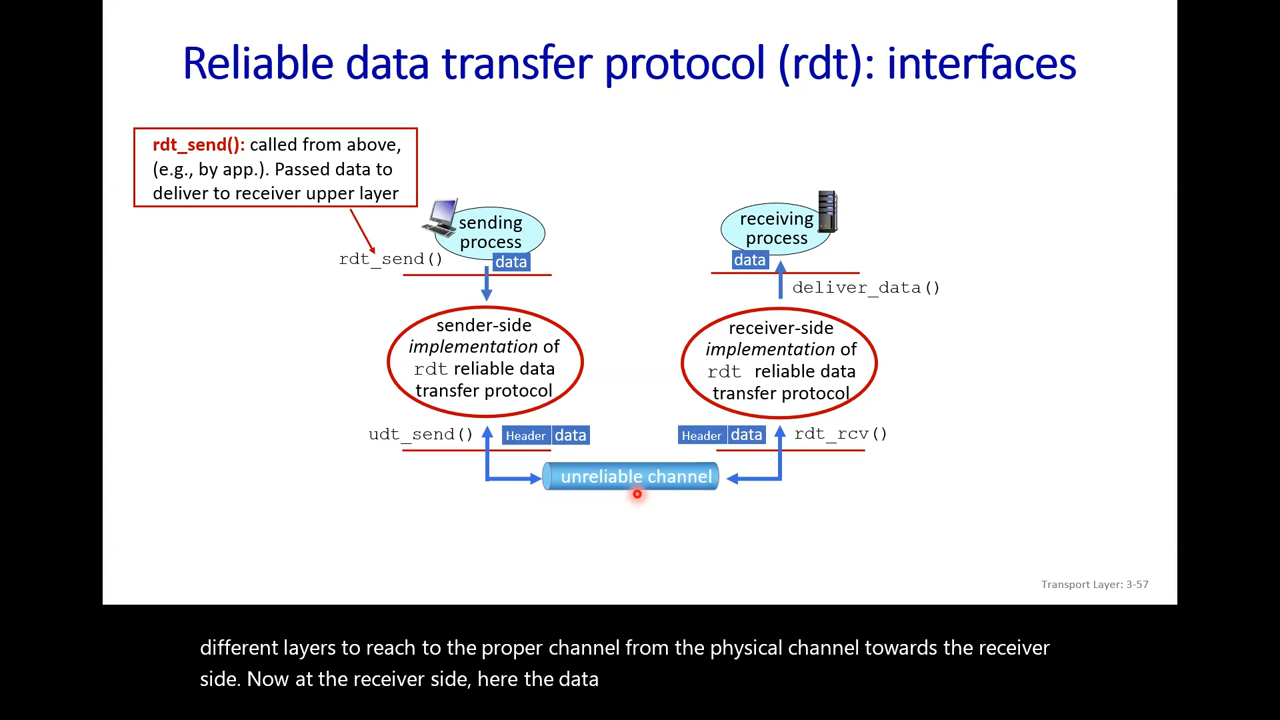 Reliable data transfer protocol (rdt): interfaces
rdt_send(): called from above,
(e.g., by app.). Passed data to
deliver to receiver upper layer
sending
process
rdt_send()
data
receiving
process
data
deliver_data()
sender-side
implementation of
rdt reliable data
transfer protocol
receiver-side
implementation of
rdt reliable data
transfer protocol
udt_send()
Header data
Header data
rdt_rcv()
unreliable channel
Transport Layer: 3-57
different layers to reach to the proper channel from the physical channel towards the receiver
side. Now at the receiver side, here the data